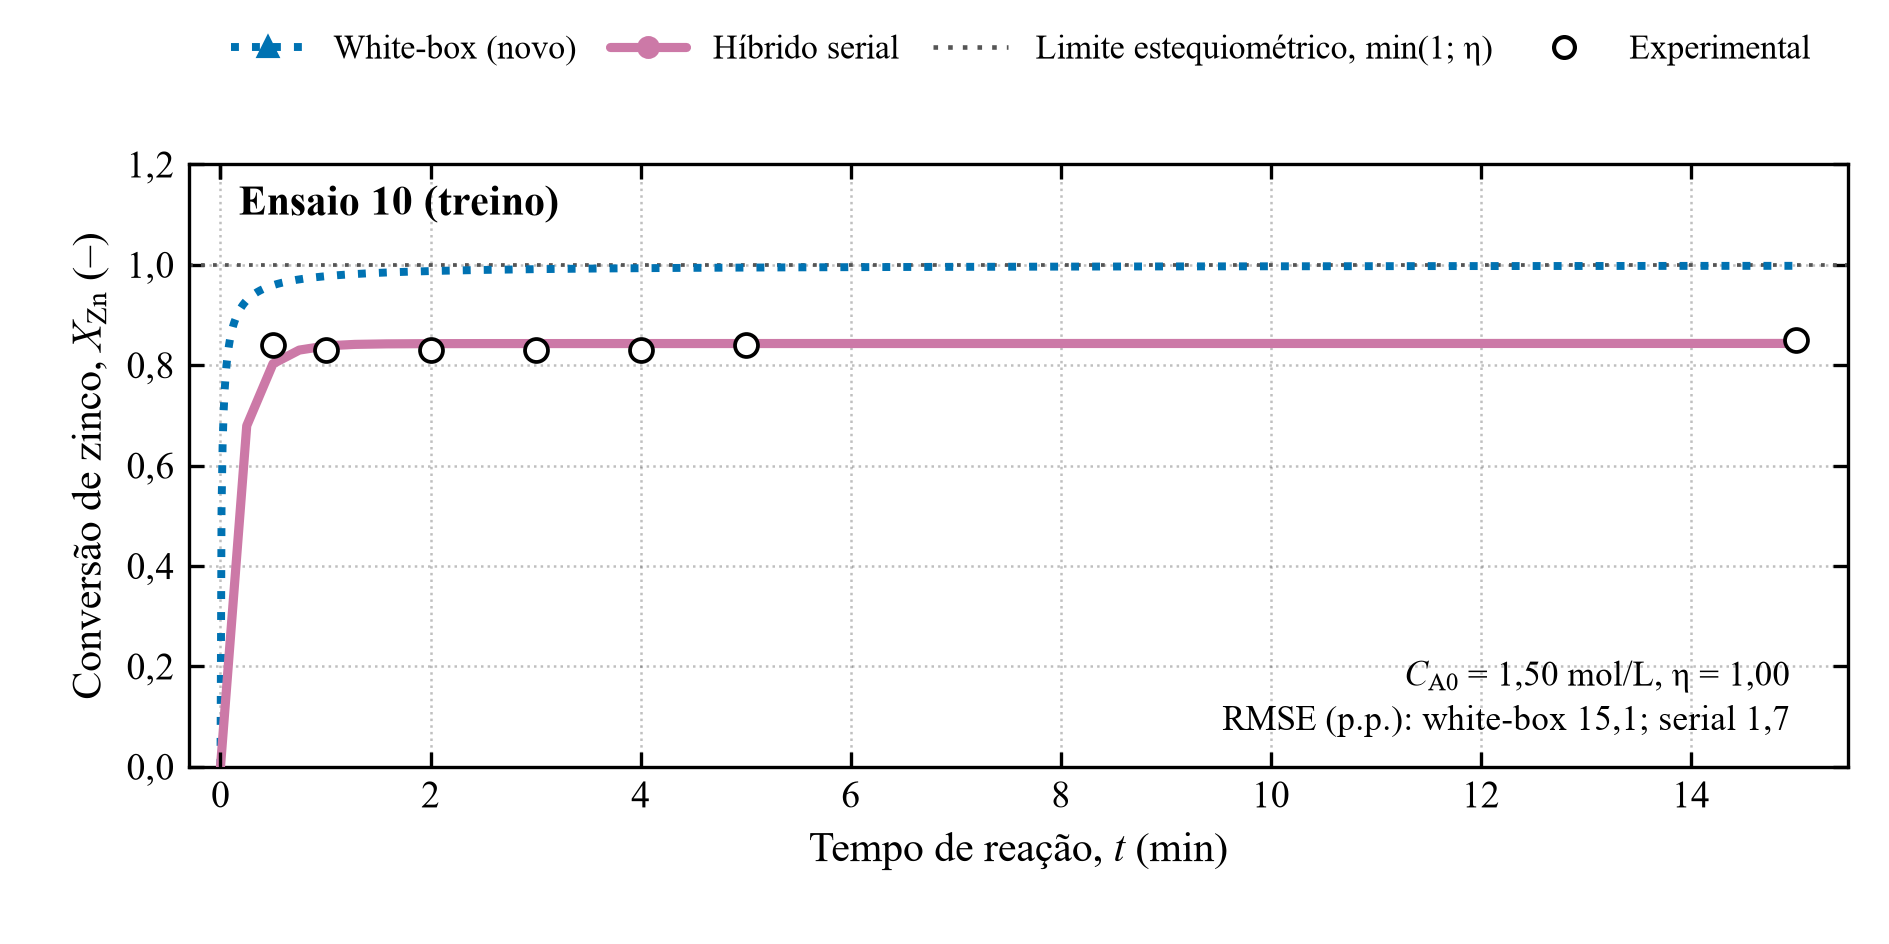 White-box (novo) Híbrido serial Limite estequiométrico, min(1; η) Experimental
Ensaio 10 (treino)
Conversão de zinco, X_Zn (–)
1,2
1,0
0,8
0,6
0,4
0,2
0,0
C_A0 = 1,50 mol/L, η = 1,00
RMSE (p.p.): white-box 15,1; serial 1,7
0 2 4 6 8 10 12 14
Tempo de reação, t (min)